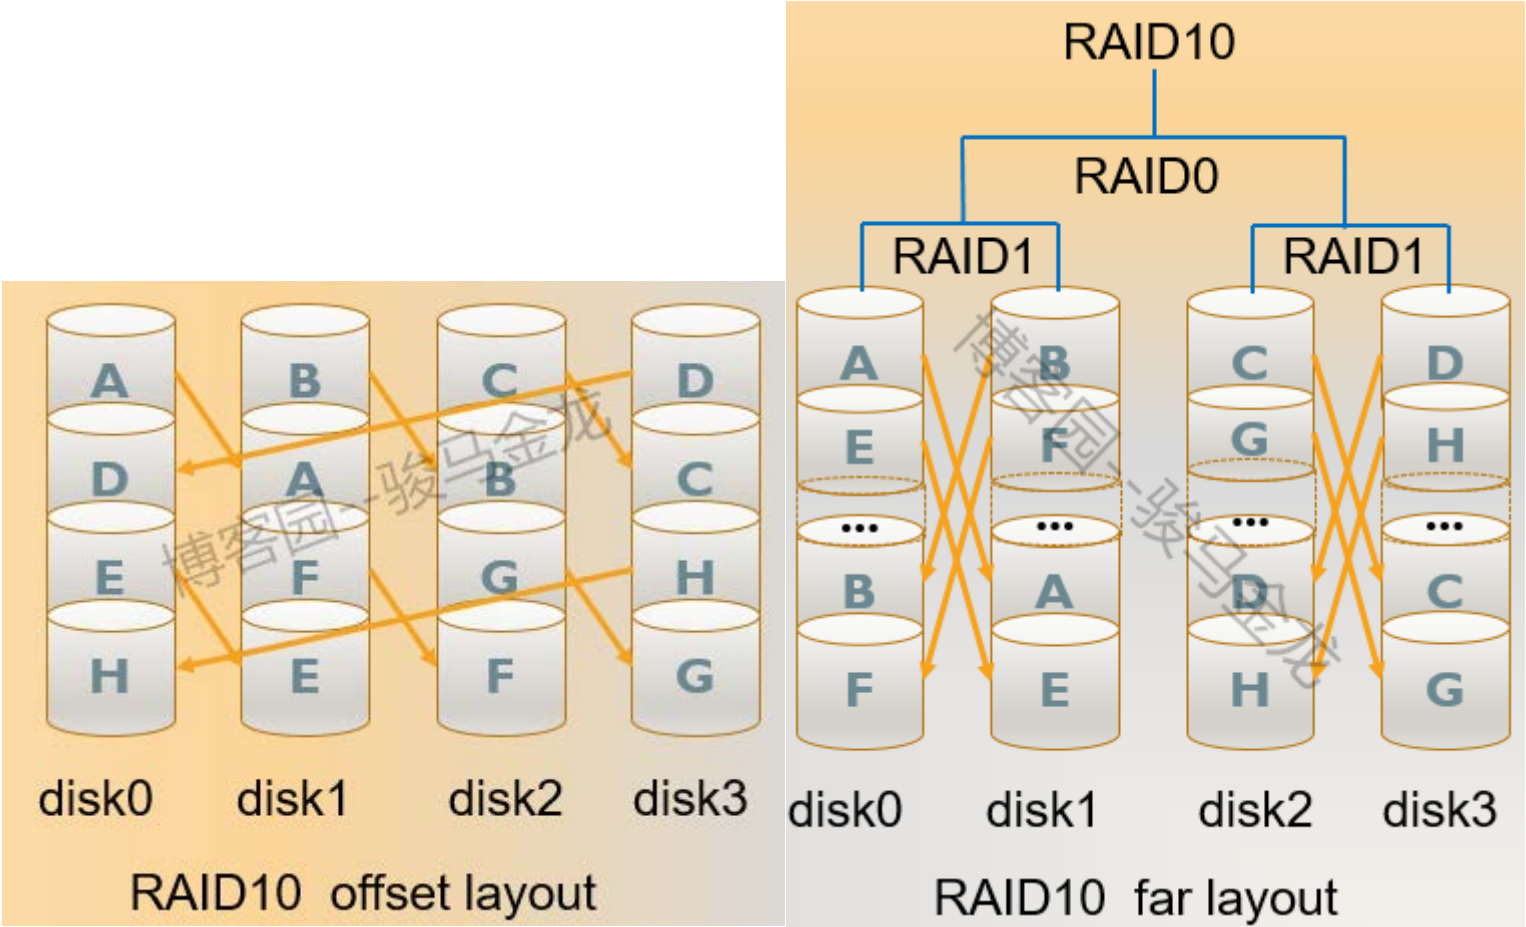 A B C D
D A B C
E F G H
H E F G
disk0 disk1 disk2 disk3
RAID10 offset layout
博客园--骏马金龙
RAID10
RAID0
RAID1 RAID1
A B C D
E F G H
... ... ... ...
B A D C
F E H G
disk0 disk1 disk2 disk3
RAID10 far layout
博客园--骏马金龙